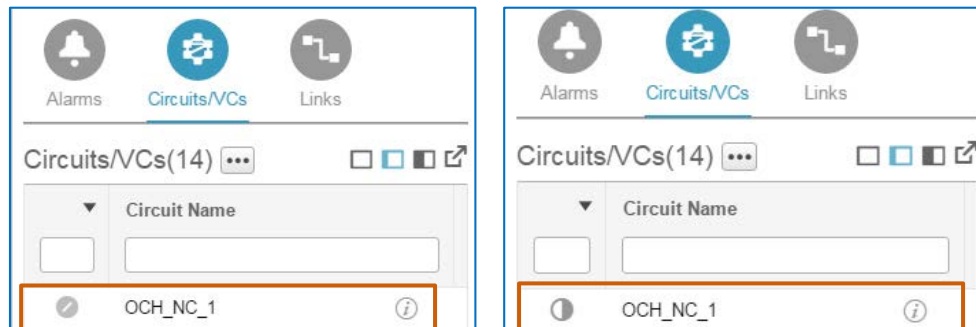 Alarms Circuits/VCs Links
Circuits/VCs(14)
Circuit Name
OCH_NC_1
Alarms Circuits/VCs Links
Circuits/VCs(14)
Circuit Name
OCH_NC_1